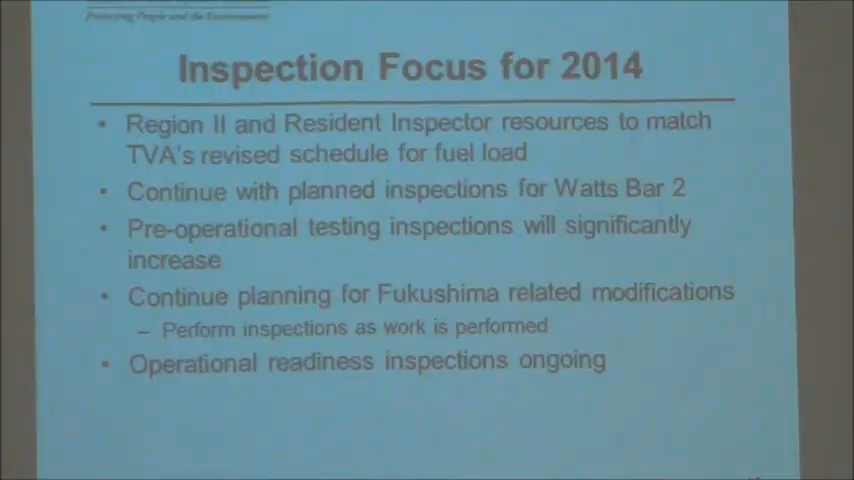 Protecting People and the Environment
Inspection Focus for 2014
• Region II and Resident Inspector resources to match
TVA's revised schedule for fuel load
• Continue with planned inspections for Watts Bar 2
• Pre-operational testing inspections will significantly
increase
• Continue planning for Fukushima related modifications
– Perform inspections as work is performed
• Operational readiness inspections ongoing